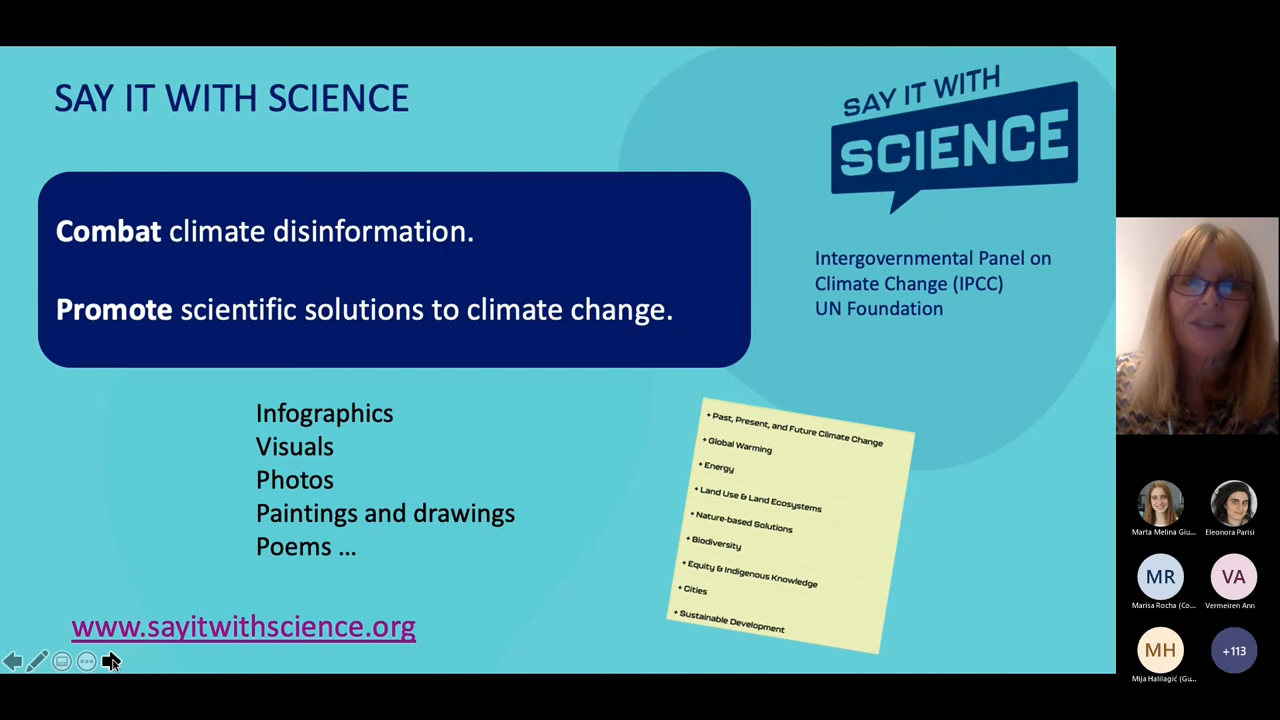 SAY IT WITH SCIENCE
SAY IT WITH
SCIENCE
Combat climate disinformation.
Promote scientific solutions to climate change.
Intergovernmental Panel on
Climate Change (IPCC)
UN Foundation
Infographics
Visuals
Photos
Paintings and drawings
Poems ...
+ Past, Present, and Future Climate Change
+ Global Warming
+ Energy
+ Land Use & Land Ecosystems
+ Nature-based Solutions
+ Biodiversity
+ Equity & Indigenous Knowledge
+ Cities
+ Sustainable Development
www.sayitwithscience.org
Marta Melina Giu...
Eleonora Parisi
MR
VA
Marisa Rocha (Co...
Vermeiren Ann
MH
+113
Mija Halilagić (Gu...